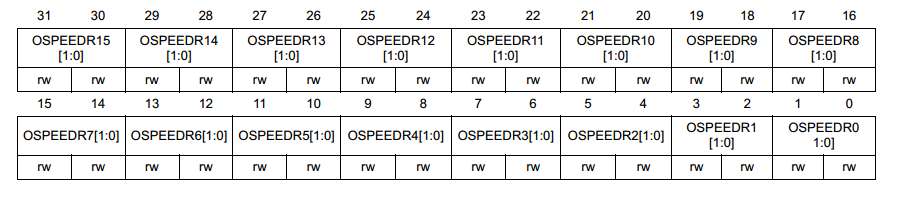 31 30 29 28 27 26 25 24 23 22 21 20 19 18 17 16
OSPEEDR15 OSPEEDR14 OSPEEDR13 OSPEEDR12 OSPEEDR11 OSPEEDR10 OSPEEDR9 OSPEEDR8
[1:0] [1:0] [1:0] [1:0] [1:0] [1:0] [1:0] [1:0]
rw rw rw rw rw rw rw rw rw rw rw rw rw rw rw rw
15 14 13 12 11 10 9 8 7 6 5 4 3 2 1 0
OSPEEDR7[1:0] OSPEEDR6[1:0] OSPEEDR5[1:0] OSPEEDR4[1:0] OSPEEDR3[1:0] OSPEEDR2[1:0] OSPEEDR1 OSPEEDR0
[1:0] 1:0]
rw rw rw rw rw rw rw rw rw rw rw rw rw rw rw rw